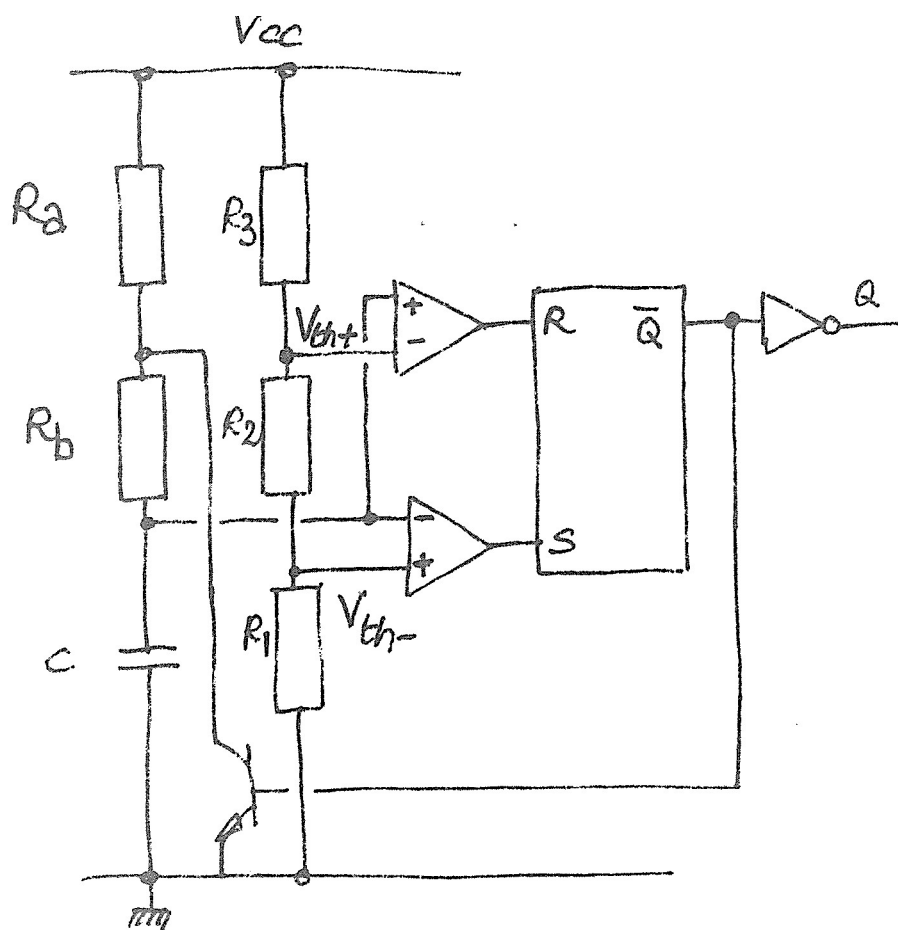 Vcc
Ra
R3
Vth+
+
-
R
Q̅
Q
Rb
R2
-
+
S
C
R1
Vth-